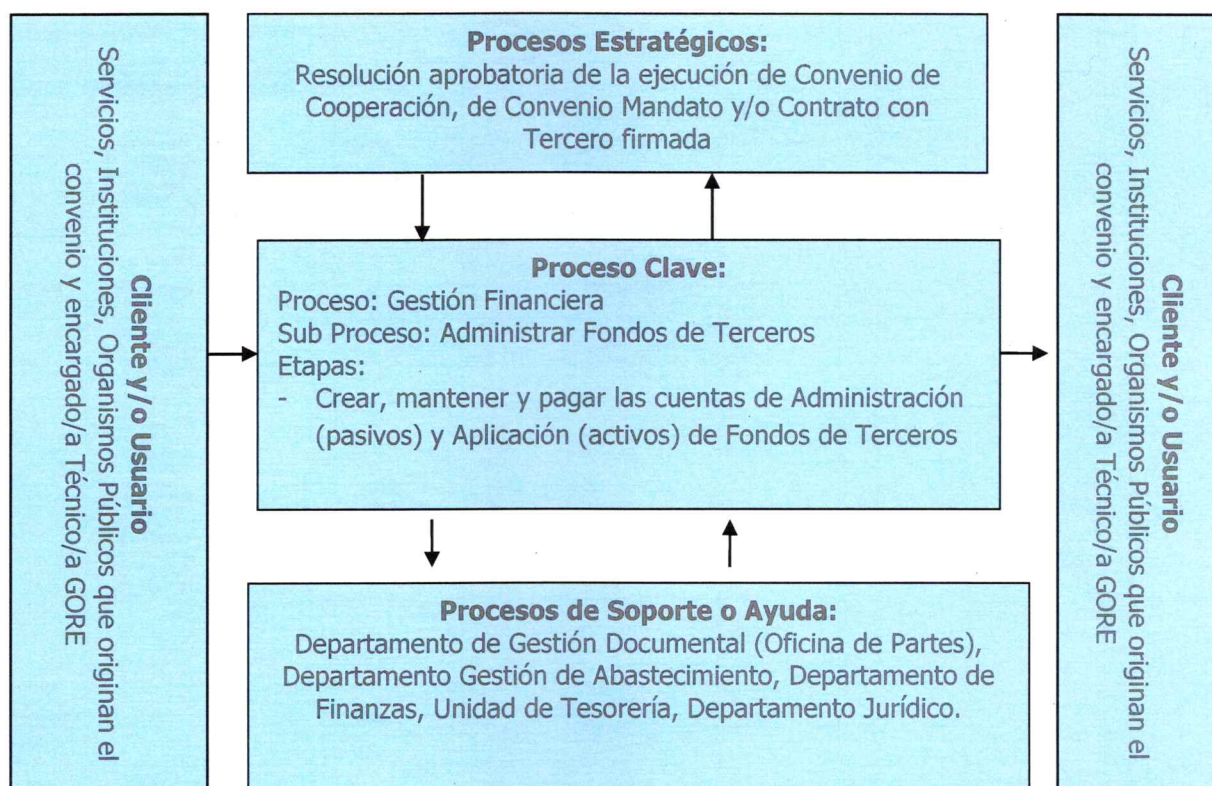 Cliente y/o Usuario
Servicios, Instituciones, Organismos Públicos que originan el
convenio y encargado/a Técnico/a GORE
Procesos Estratégicos:
Resolución aprobatoria de la ejecución de Convenio de
Cooperación, de Convenio Mandato y/o Contrato con
Tercero firmada
Proceso Clave:
Proceso: Gestión Financiera
Sub Proceso: Administrar Fondos de Terceros
Etapas:
- Crear, mantener y pagar las cuentas de Administración
(pasivos) y Aplicación (activos) de Fondos de Terceros
Procesos de Soporte o Ayuda:
Departamento de Gestión Documental (Oficina de Partes),
Departamento Gestión de Abastecimiento, Departamento de
Finanzas, Unidad de Tesorería, Departamento Jurídico.
Cliente y/o Usuario
Servicios, Instituciones, Organismos Públicos que originan el
convenio y encargado/a Técnico/a GORE